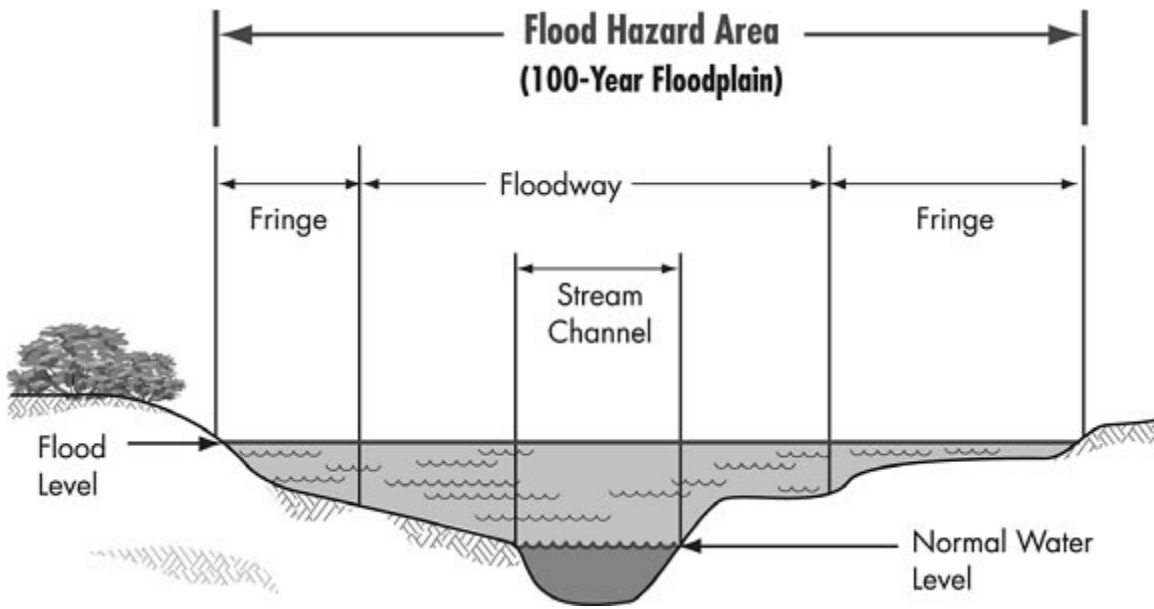 Flood Hazard Area
(100-Year Floodplain)
Floodway
Fringe
Fringe
Stream
Channel
Flood
Level
Normal Water
Level